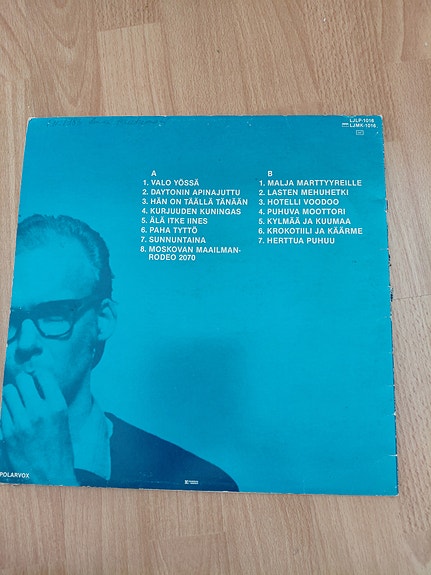 LJLP-1016
LJMK-1016
A
1. VALO YÖSSÄ
2. DAYTONIN APINAJUTTU
3. HÄN ON TÄÄLLÄ TÄNÄÄN
4. KURJUUDEN KUNINGAS
5. ÄLÄ ITKE IINES
6. PAHA TYTTÖ
7. SUNNUNTAINA
8. MOSKOVAN MAAILMAN-
RODEO 2070
B
1. MALJA MARTTYYREILLE
2. LASTEN MEHUHETKI
3. HOTELLI VOODOO
4. PUHUVA MOOTTORI
5. KYLMÄÄ JA KUUMAA
6. KROKOTIILI JA KÄÄRME
7. HERTTUA PUHUU
POLARVOX